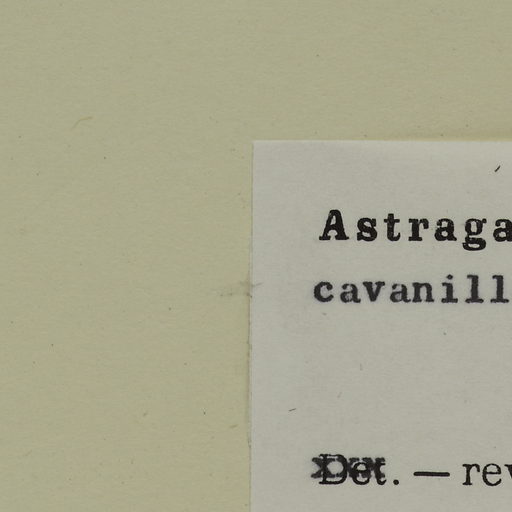 Astraga
cavanill
Det. — rev